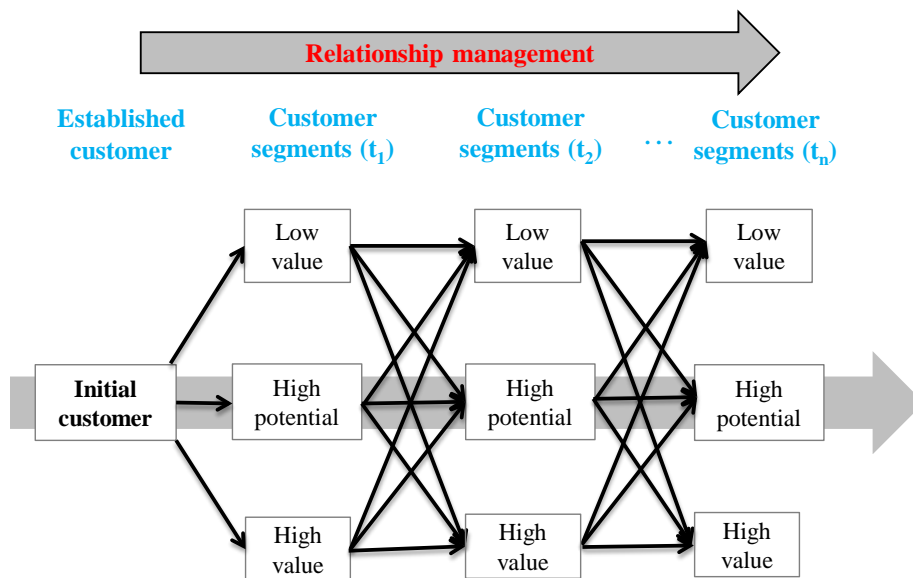 Relationship management
Established
customer
Customer
segments (t1)
Customer
segments (t2)
...
Customer
segments (tn)
Low
value
Low
value
Low
value
Initial
customer
High
potential
High
potential
High
potential
High
value
High
value
High
value